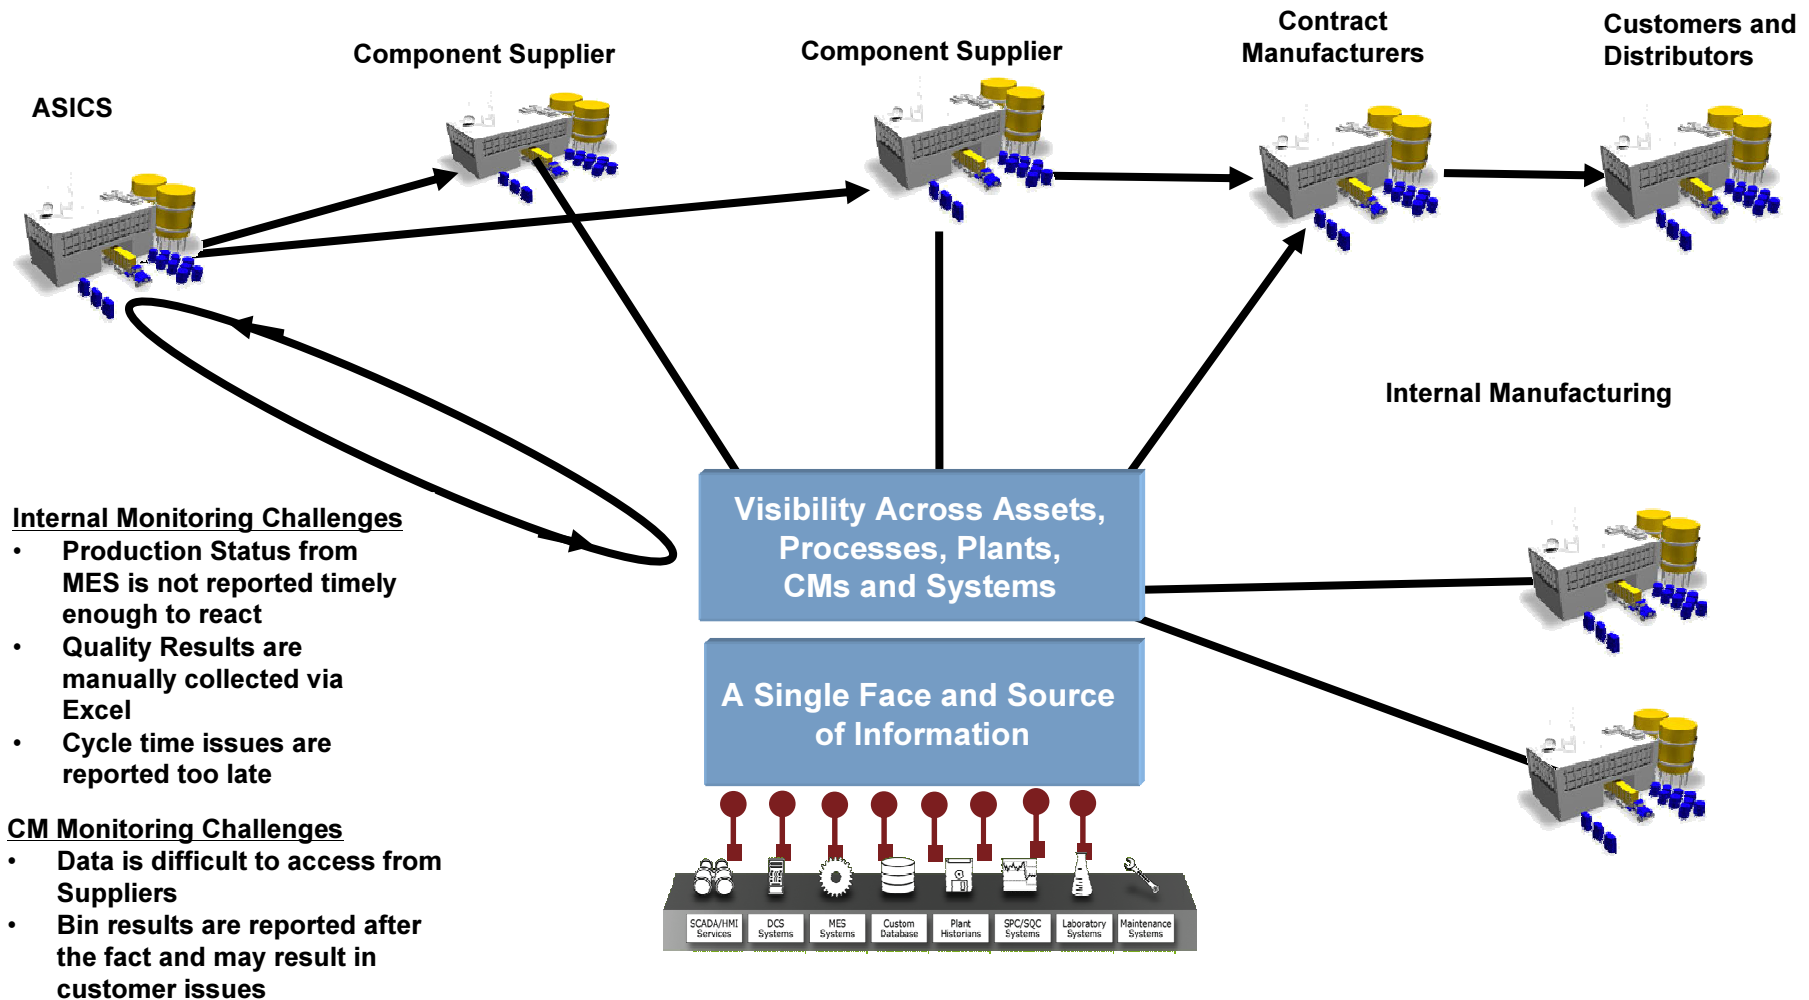 Component Supplier
Component Supplier
Contract
Manufacturers
Customers and
Distributors
ASICS
Internal Manufacturing
Visibility Across Assets,
Processes, Plants,
CMs and Systems
A Single Face and Source
of Information
Internal Monitoring Challenges
• Production Status from
MES is not reported timely
enough to react
• Quality Results are
manually collected via
Excel
• Cycle time issues are
reported too late
CM Monitoring Challenges
• Data is difficult to access from
Suppliers
• Bin results are reported after
the fact and may result in
customer issues
SCADA/HMI
Services
DCS
Systems
MES
Systems
Custom
Database
Plant
Historians
SPC/SQC
Systems
Laboratory
Systems
Maintenance
Systems